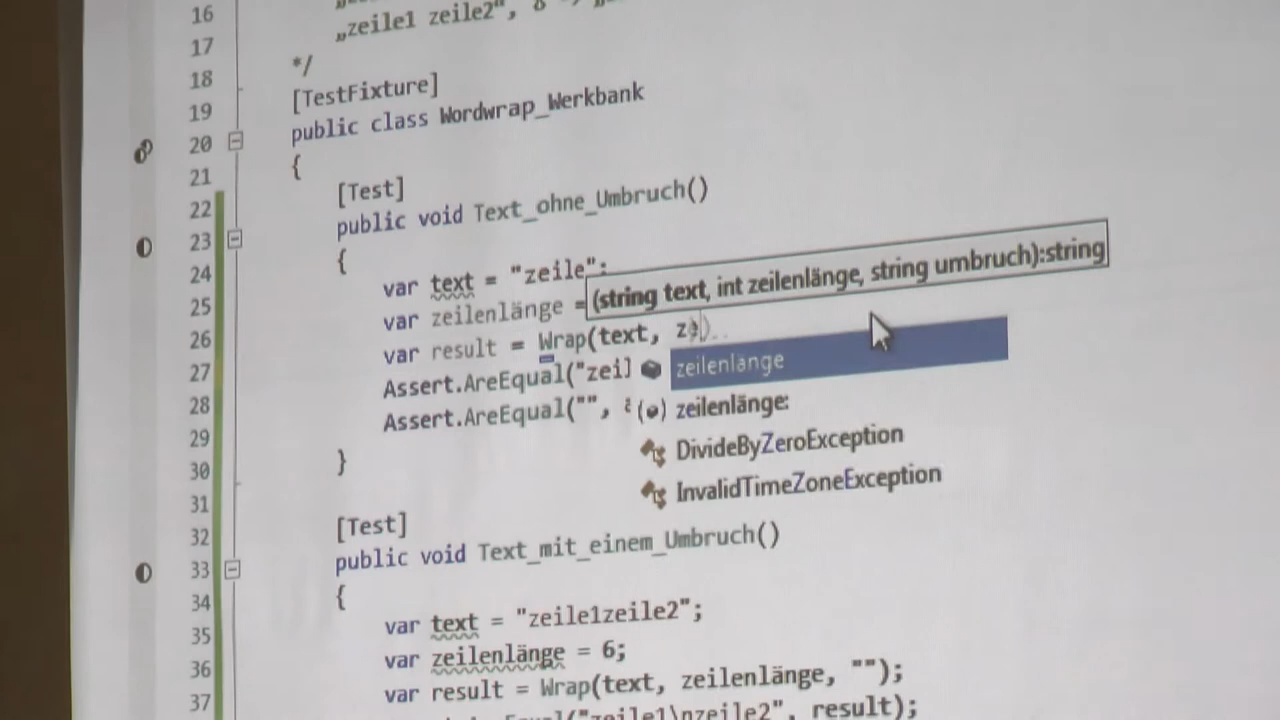 16
„zeile1 zeile2“,
17
*/
18
[TestFixture]
19
public class Wordwrap_Werkbank
20
{
21
[Test]
22
public void Text_ohne_Umbruch()
23
{
24
var text = "zeile";
(string text, int zeilenlänge, string umbruch):string
25
var zeilenlänge =
26
var result = Wrap(text, z
27
Assert.AreEqual("zeil
zeilenlänge
28
Assert.AreEqual("",
zeilenlänge:
29
}
DivideByZeroException
30
InvalidTimeZoneException
31
[Test]
32
public void Text_mit_einem_Umbruch()
33
{
34
var text = "zeile1zeile2";
35
var zeilenlänge = 6;
36
var result = Wrap(text, zeilenlänge, "");
37
"zeile1\nzeile2", result);